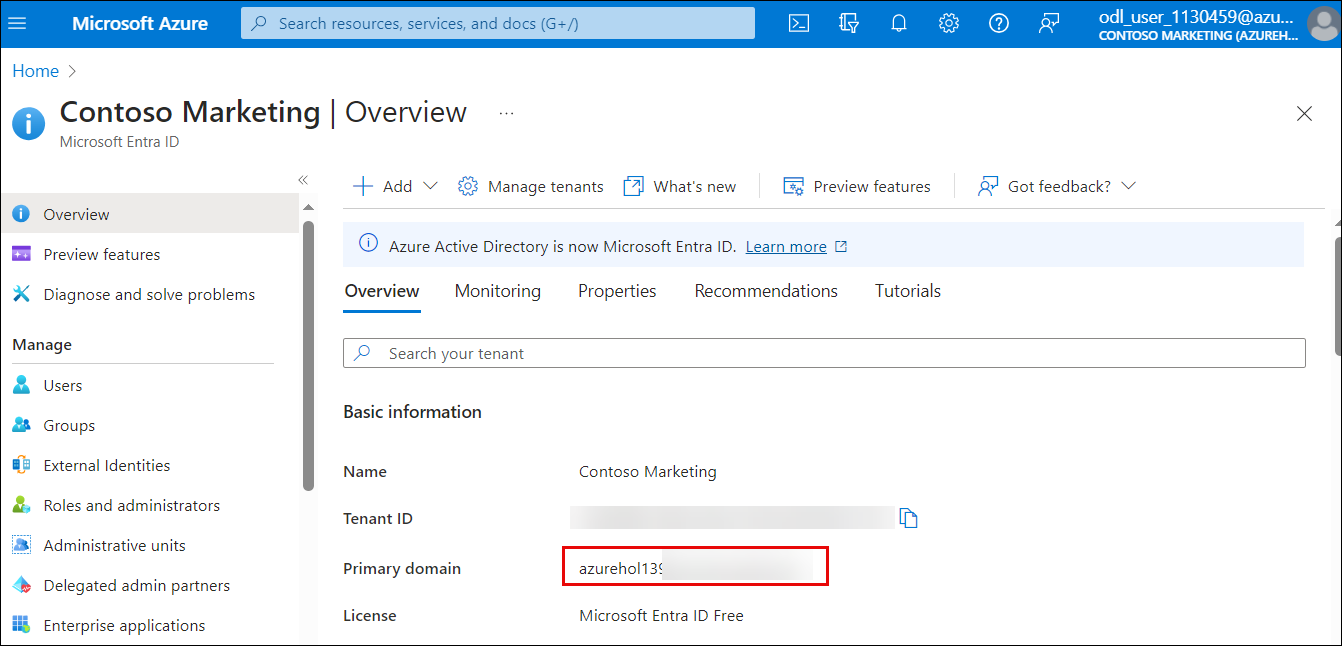 Microsoft Azure
Search resources, services, and docs (G+/)
odl_user_1130459@azu...
CONTOSO MARKETING (AZUREH...
Home
Contoso Marketing | Overview
...
Microsoft Entra ID
Add
Manage tenants
What's new
Preview features
Got feedback?
Overview
Preview features
Diagnose and solve problems
Manage
Users
Groups
External Identities
Roles and administrators
Administrative units
Delegated admin partners
Enterprise applications
Azure Active Directory is now Microsoft Entra ID. Learn more
Overview
Monitoring
Properties
Recommendations
Tutorials
Search your tenant
Basic information
Name
Contoso Marketing
Tenant ID
Primary domain
azurehol139
License
Microsoft Entra ID Free